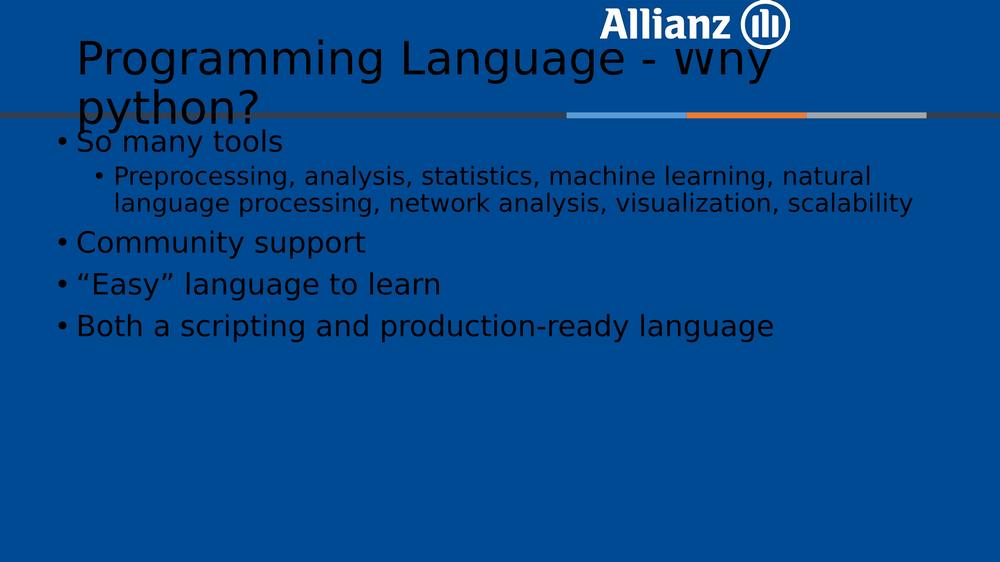 Allianz
Programming Language - Why
python?
• So many tools
• Preprocessing, analysis, statistics, machine learning, natural
language processing, network analysis, visualization, scalability
• Community support
• “Easy” language to learn
• Both a scripting and production-ready language